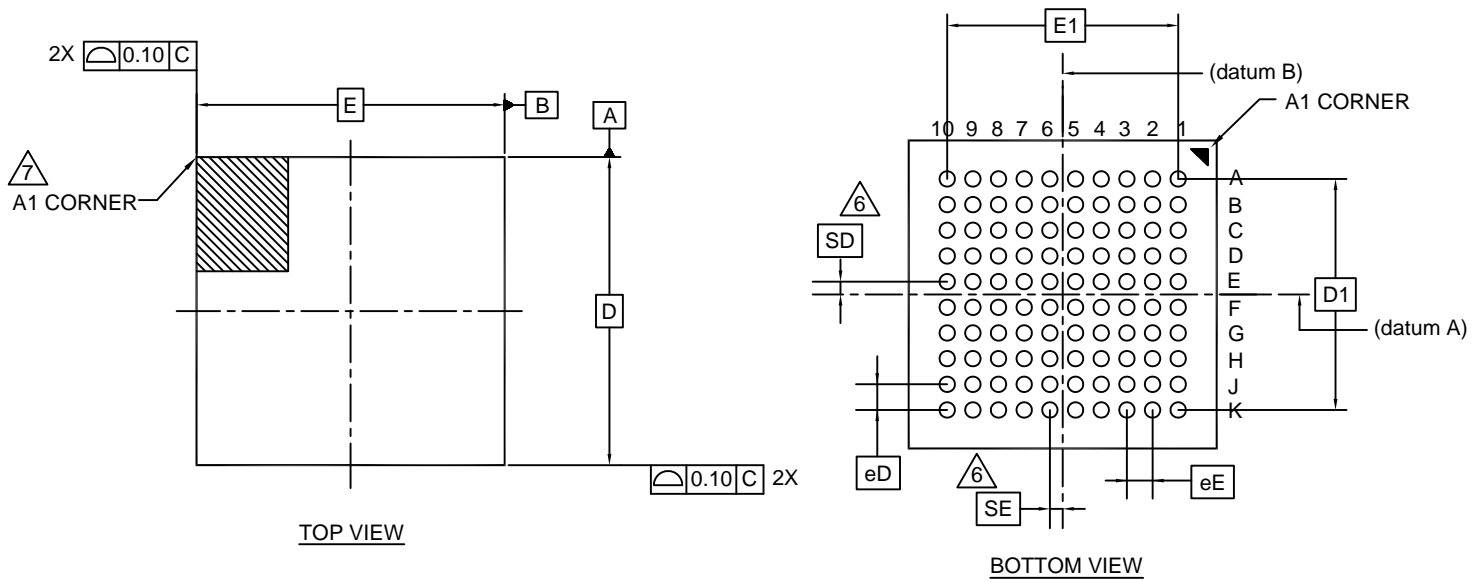 2X 0.10 C
E
B
A
7
A1 CORNER
D
0.10 C 2X
TOP VIEW
E1
(datum B)
A1 CORNER
10 9 8 7 6 5 4 3 2 1
A
B
C
D
E
F
G
H
J
K
6
SD
D1
(datum A)
eD
6
SE
eE
BOTTOM VIEW